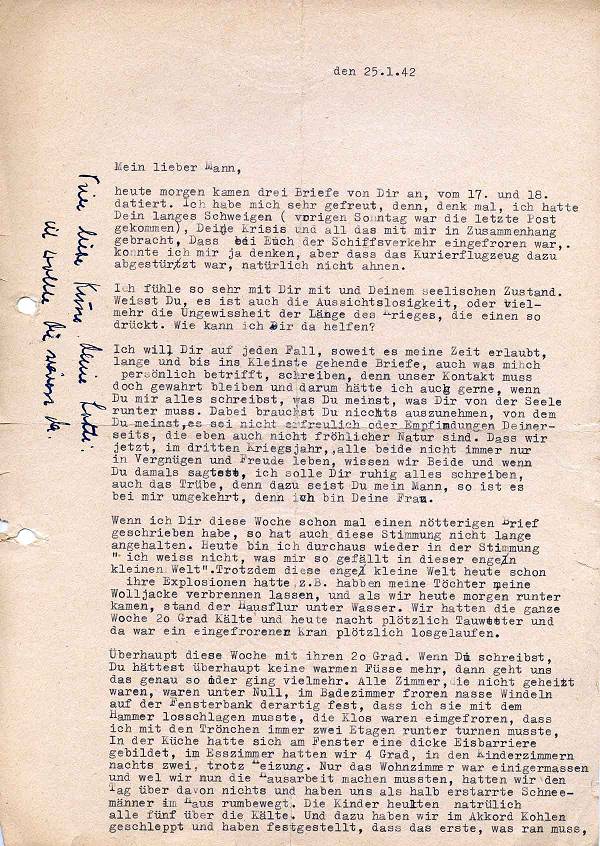 den 25.1.42
Mein lieber Mann,
heute morgen kamen drei Briefe von Dir an, vom 17. und 18.
datiert. Ich habe mich sehr gefreut, denn, denk mal, ich hatte
Dein langes Schweigen ( vorigen Sonntag war die letzte Post
gekommen), Deine Krisis und all das mit mir in Zusammenhang
gebracht, Dass bei Euch der Schiffsverkehr eingefroren war,.
konnte ich mir ja denken, aber dass das Kurierflugzeug dazu
abgestürtzt war, natürlich nicht ahnen.
Ich fühle so sehr mit Dir mit und Deinem seelischen Zustand.
Weisst Du, es ist auch die Aussichtslosigkeit, oder viel-
mehr die Ungewissheit der Länge des Krieges, die einen so
drückt. Wie kann ich Dir da helfen?
Ich will Dir auf jeden Fall, soweit es meine Zeit erlaubt,
lange und bis ins Kleinste gehende Briefe, auch was mihch
persönlich betrifft, schreiben, denn unser Kontakt muss
doch gewahrt bleiben und darum hätte ich auch gerne, wenn
Du mir alles schreibst, was Du meinst, was Dir von der Seele
runter muss. Dabei brauchst Du nicchts auszunehmen, von dem
Du meinst,es sei nicht erfreulich oder Empfindungen Deiner-
seits, die eben auch nicht fröhlicher Natur sind. Dass wir
jetzt, im dritten Kriegsjahr,,alle beide nicht immer nur
in Vergnügen und Freude leben, wissen wir Beide und wenn
Du damals sagtest, ich solle Dir ruhig alles schreiben,
auch das Trübe, denn dazu seist Du mein Mann, so ist es
bei mir umgekehrt, denn ich bin Deine Frau.
Wenn ich Dir diese Woche schon mal einen nötterigen Brief
geschrieben habe, so hat auch diese Stimmung nicht lange
angehalten. Heute bin ich durchaus wieder in der Stimmung
" ich weiss nicht, was mir so gefällt in dieser engeln
kleinen Welt".Trotzdem diese enge kleine Welt heute schon
ihre Explosionen hatte,z.B. habben meine Töchter meine
Wolljacke verbrennen lassen, und als wir heute morgen runter
kamen, stand der Hausflur unter Wasser. Wir hatten die ganze
Woche 2o Grad Kälte und heute nacht plötzlich Tauwetter und
da war ein eingefrorenen Kran plötzlich losgelaufen.
Überhaupt diese Woche mit ihren 2o Grad. Wenn Du schreibst,
Du hättest überhaupt keine warmen Füsse mehr, dann geht uns
das genau so oder ging vielmehr. Alle Zimmer,die nicht geheizt
waren, waren unter Null, im Badezimmer froren nasse Windeln
auf der Fensterbank derartig fest, dass ich sie mit dem
Hammer losschlagen musste, die Klos waren eimgefroren, dass
ich mit den Trönchen immer zwei Etagen runter turnen musste,
In der Küche hatte sich am Fenster eine dicke Eisbarriere
gebildet, im Esszimmer hatten wir 4 Grad, in den Kinderzimmern
nachts zwei, trotz Heizung. Nur das Wohnzimmer war einigermassen
und wel wir nun die Hausarbeit machen mussten, hatten wir den
Tag über davon nichts und haben uns als halb erstarrte Schnee-
männer im Haus rumbewegt. Die Kinder heulten natrülich
alle fünf über die Kälte. Und dazu haben wir im Akkord Kohlen
geschleppt und haben festgestellt, dass das erste, was ran muss,